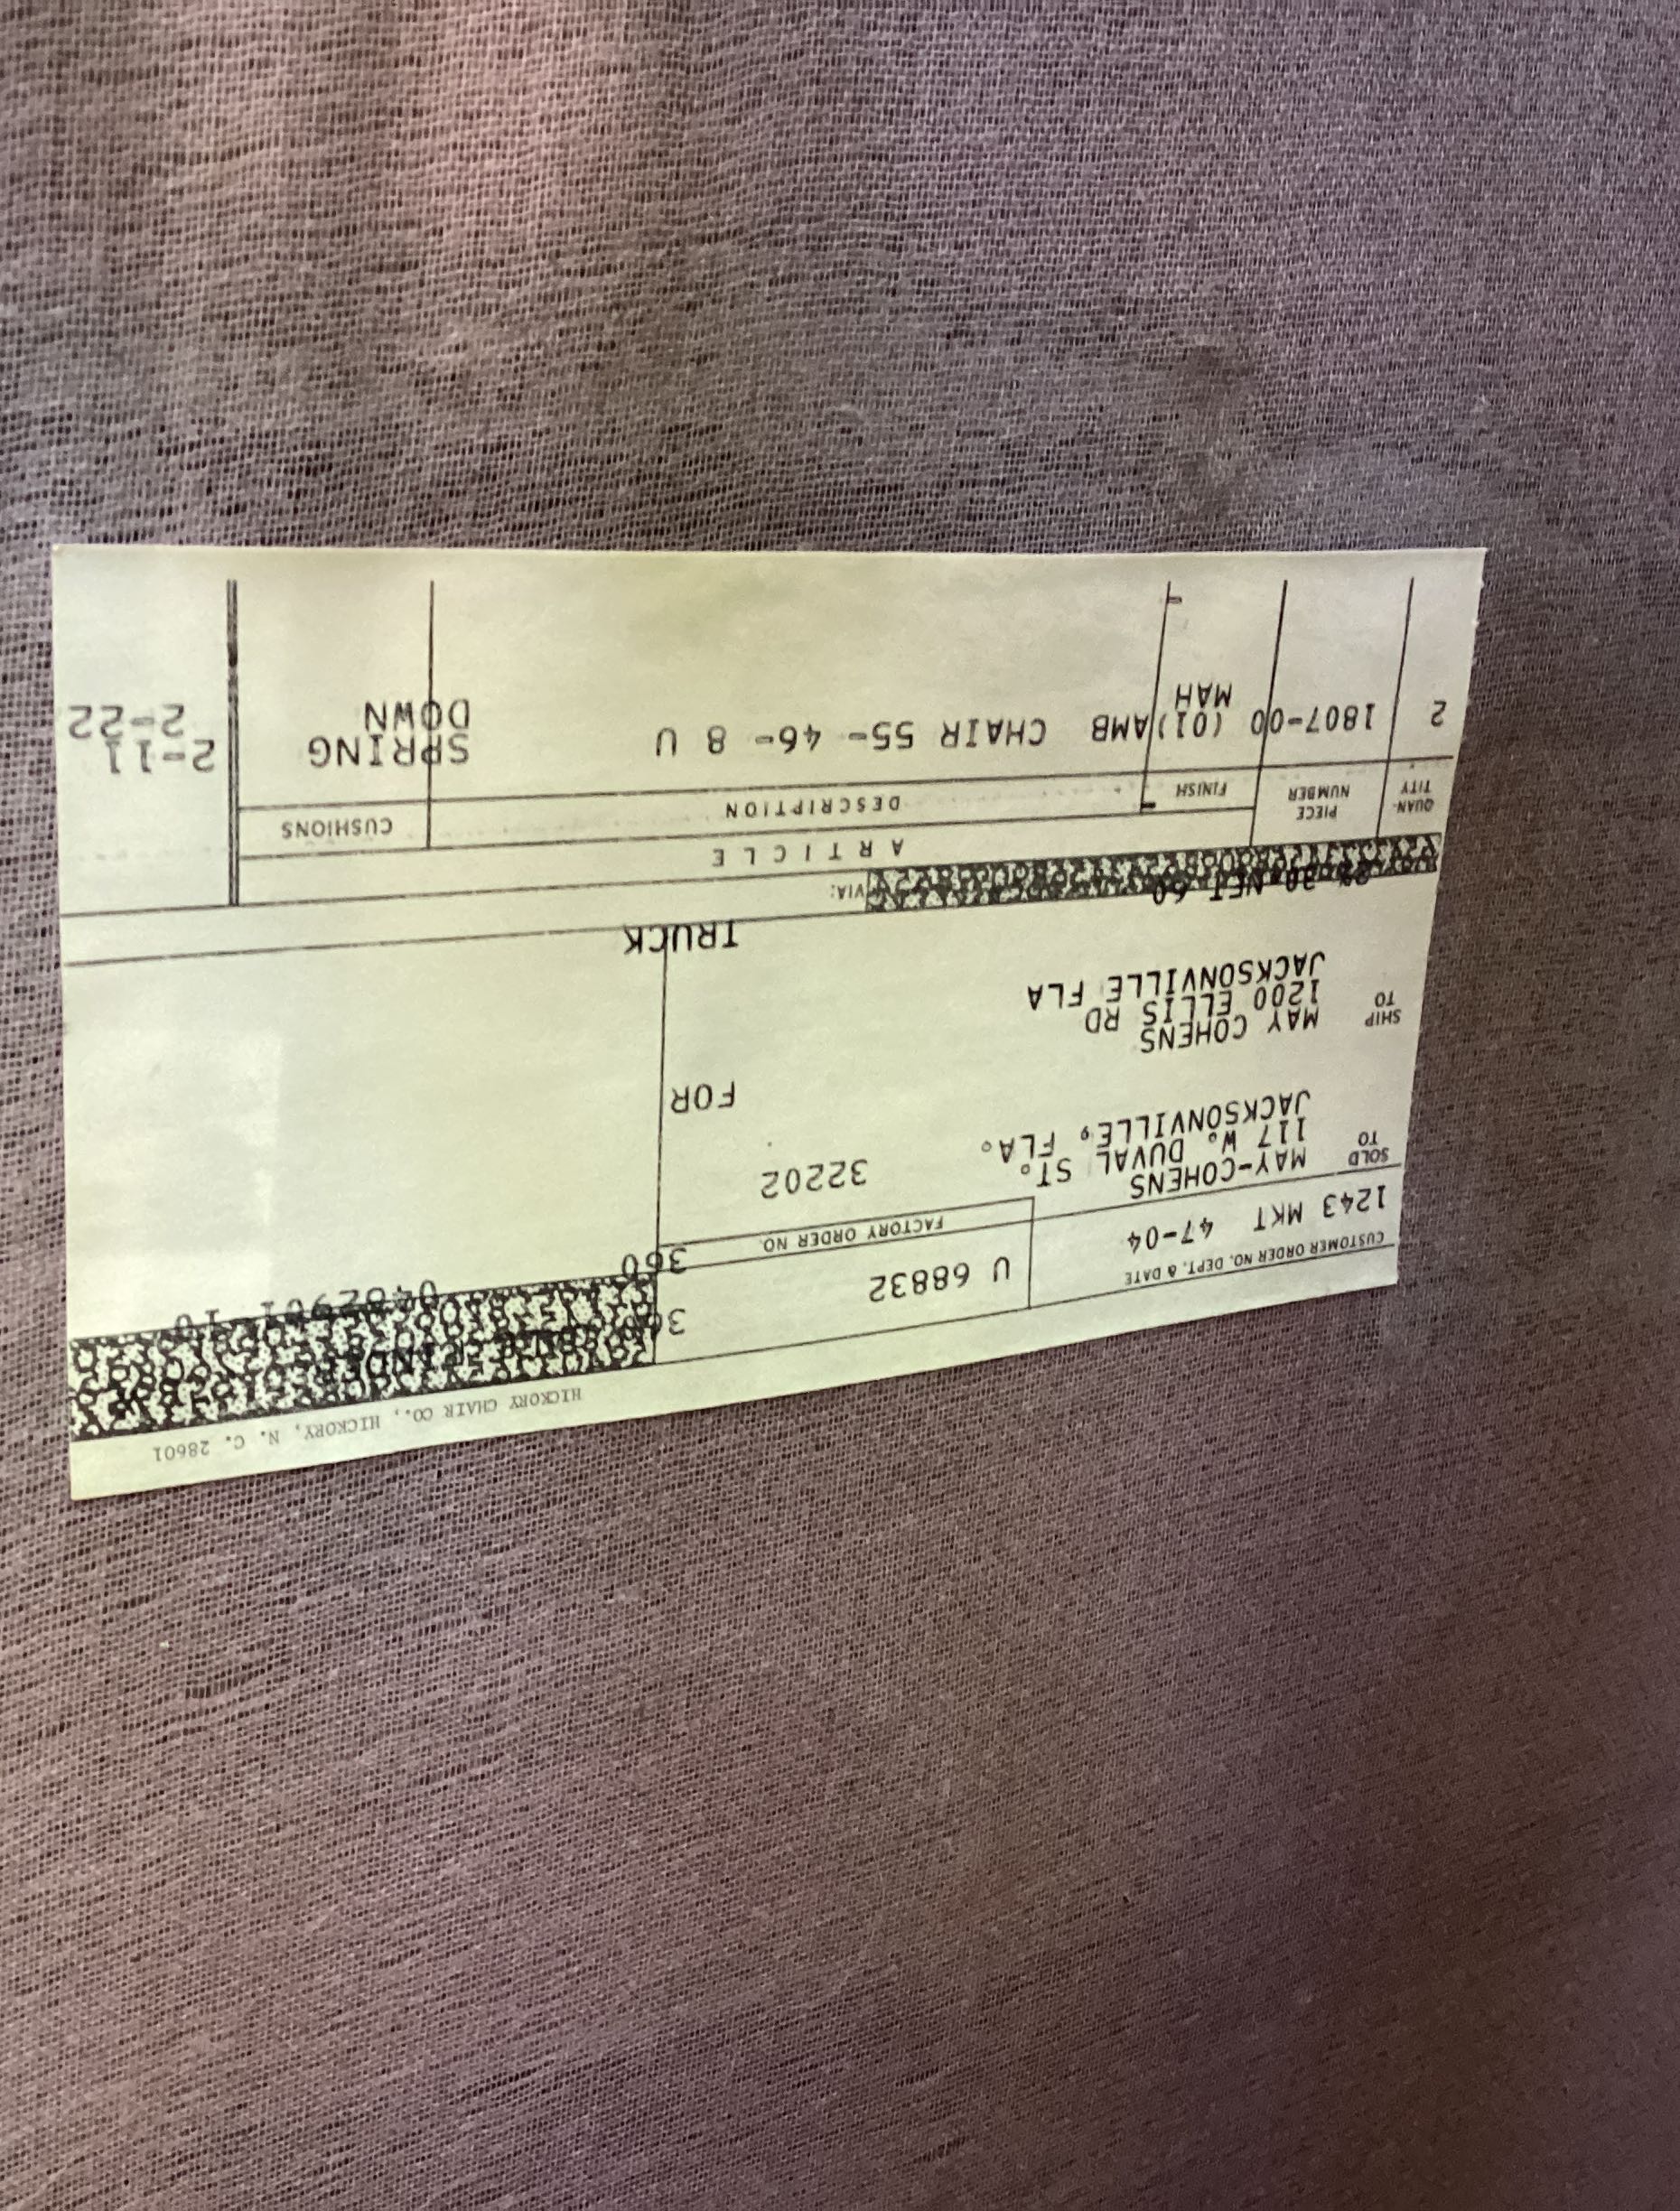 HICKORY CHAIR CO., HICKORY, N. C. 28601
CUSTOMER ORDER NO. DEPT. & DATE
1243 MKT 47-04
U 68832
FACTORY ORDER NO.
360
SOLD TO
MAY-COHENS
117 W. DUVAL ST.
JACKSONVILLE, FLA.
32202
FOR
SHIP TO
MAY COHENS
1200 ELLIS RD
JACKSONVILLE FLA
TRUCK
30 NET 60
VIA:
ARTICLE
QUAN-TITY
PIECE NUMBER
FINISH
DESCRIPTION
CUSHIONS
2 1807-00 (01)AMB CHAIR 55- 46- 8 U SPRING 2-11
MAH DOWN 2-22